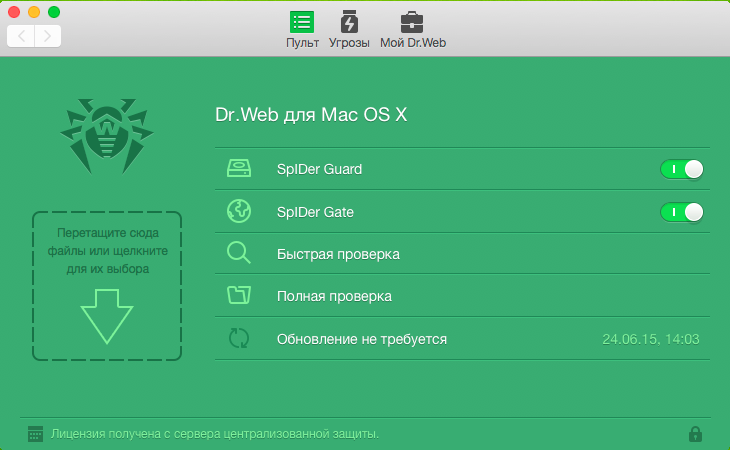 Пульт
Угрозы
Мой Dr.Web
Dr.Web для Mac OS X
SpIDer Guard
SpIDer Gate
Быстрая проверка
Полная проверка
Обновление не требуется 24.06.15, 14:03
Перетащите сюда
файлы или щелкните
для их выбора
Лицензия получена с сервера централизованной защиты.